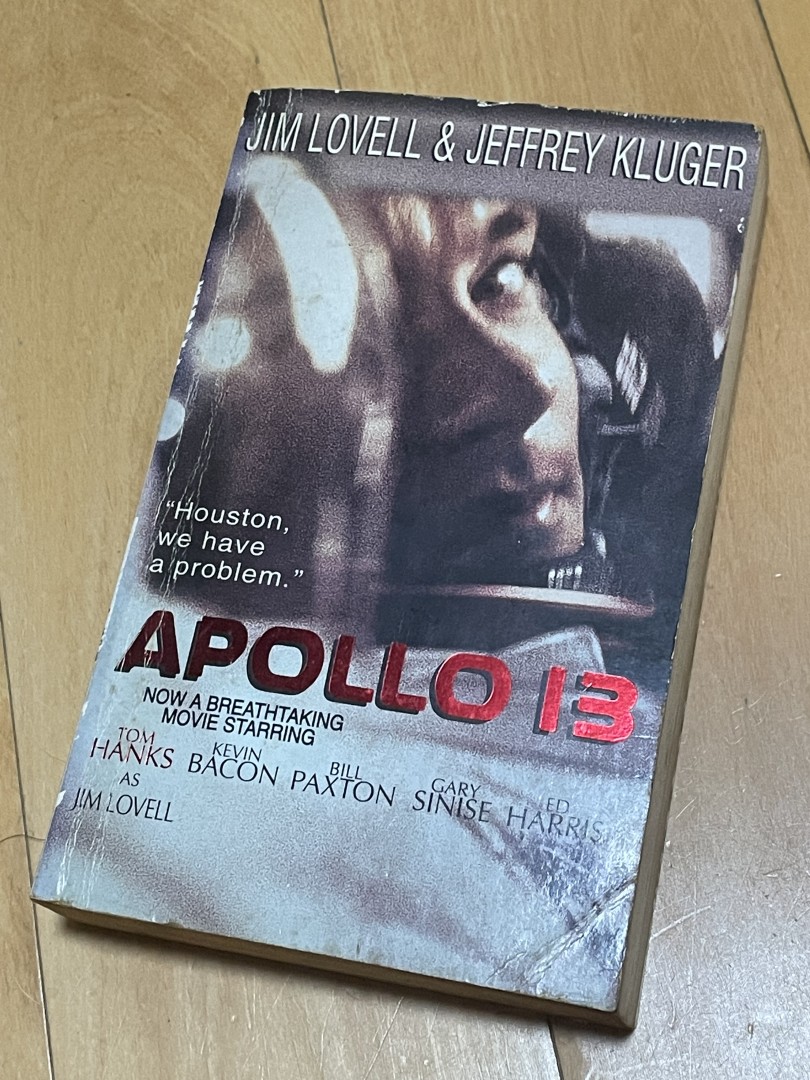 JIM LOVELL & JEFFREY KLUGER
“Houston,
we have
a problem.”
APOLLO 13
NOW A BREATHTAKING
MOVIE STARRING
TOM
HANKS
AS
JIM LOVELL
KEVIN
BACON
BILL
PAXTON
GARY
SINISE
ED
HARRIS